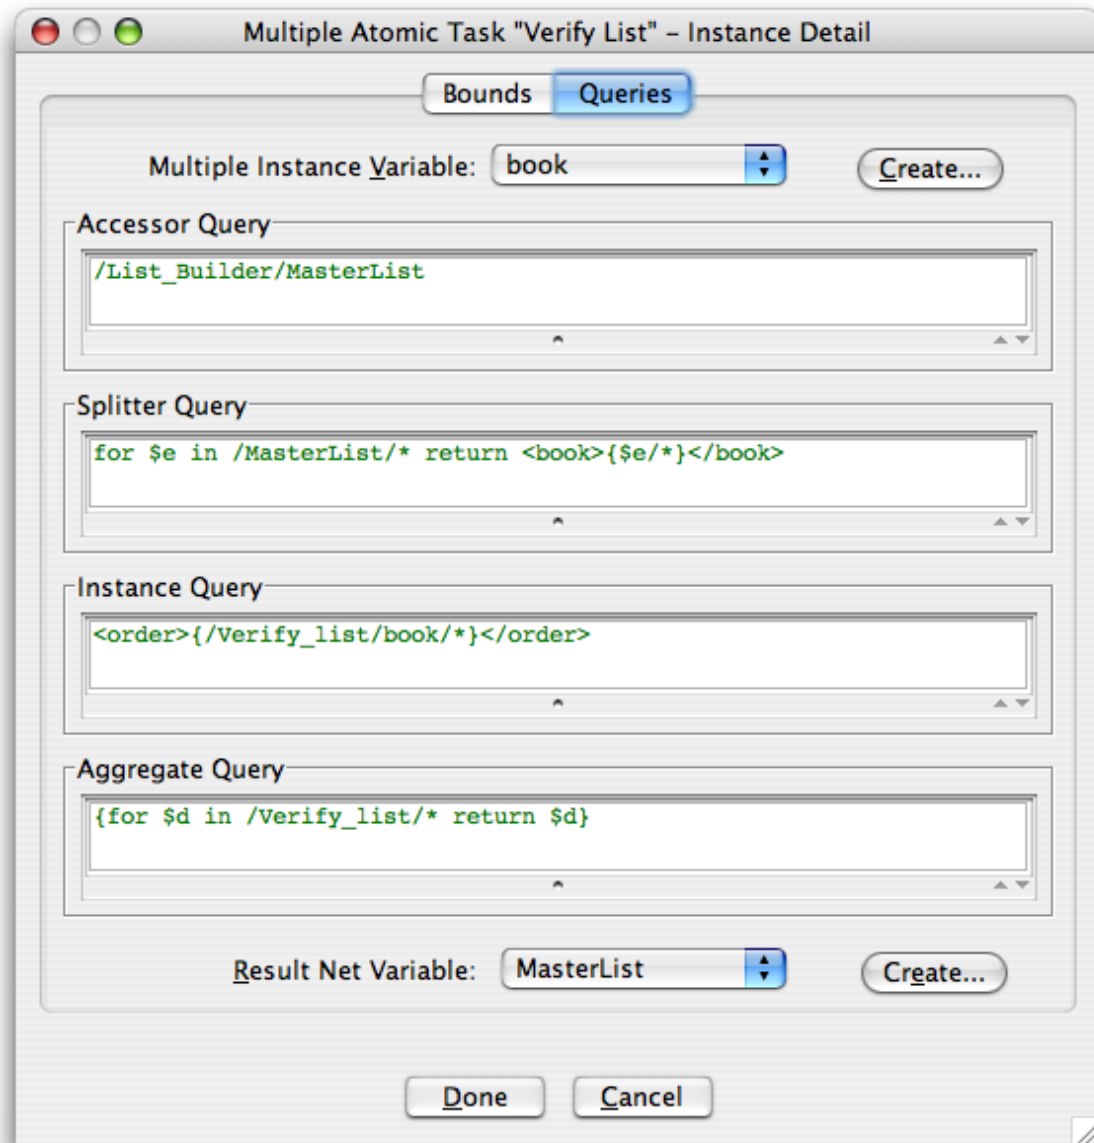 Multiple Atomic Task "Verify List" – Instance Detail
Bounds Queries
Multiple Instance Variable: book Create...
Accessor Query
/List_Builder/MasterList
Splitter Query
for $e in /MasterList/* return <book>{$e/*}</book>
Instance Query
<order>{/Verify_list/book/*}</order>
Aggregate Query
{for $d in /Verify_list/* return $d}
Result Net Variable: MasterList Create...
Done Cancel